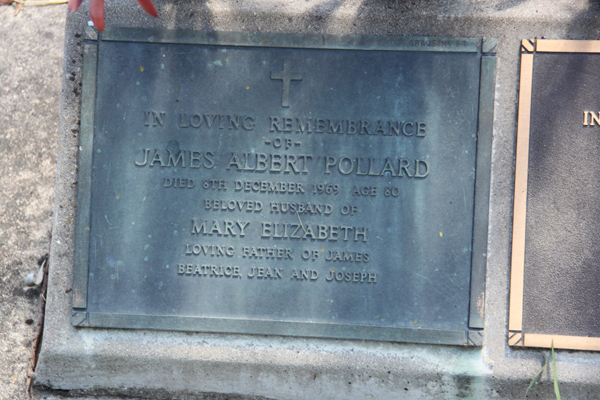 IN LOVING REMEMBRANCE
-OF-
JAMES ALBERT POLLARD
DIED 8TH DECEMBER 1969 AGE 80
BELOVED HUSBAND OF
MARY ELIZABETH
LOVING FATHER OF JAMES
BEATRICE, JEAN AND JOSEPH
IN